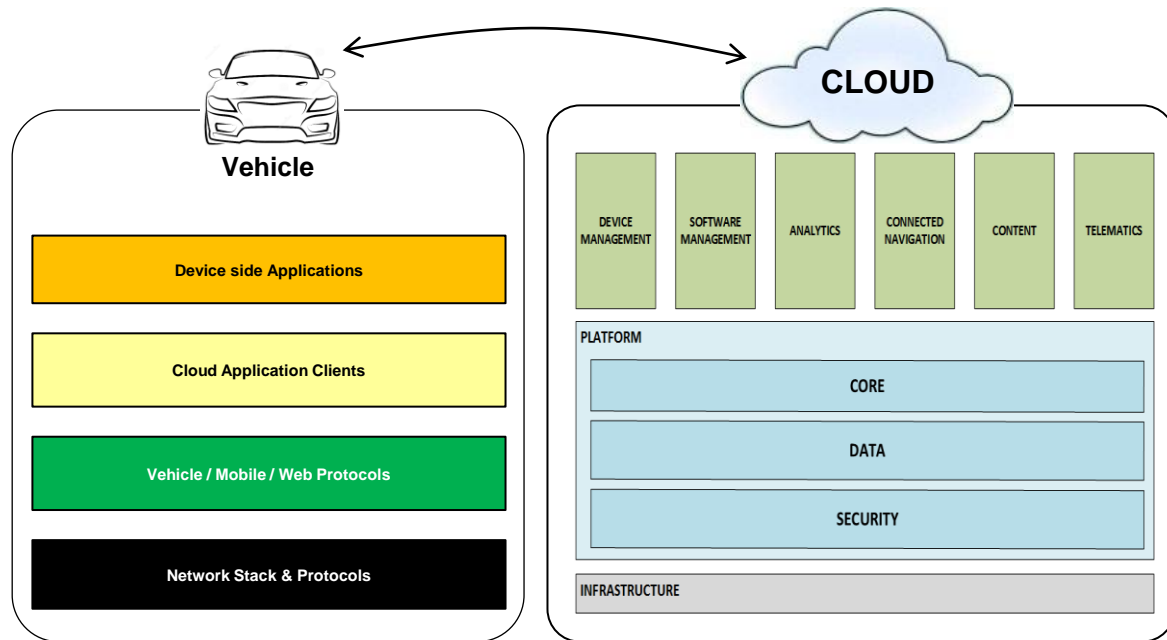 CLOUD
Vehicle
Device side Applications
Cloud Application Clients
Vehicle / Mobile / Web Protocols
Network Stack & Protocols
DEVICE
MANAGEMENT
SOFTWARE
MANAGEMENT
ANALYTICS
CONNECTED
NAVIGATION
CONTENT
TELEMATICS
PLATFORM
CORE
DATA
SECURITY
INFRASTRUCTURE